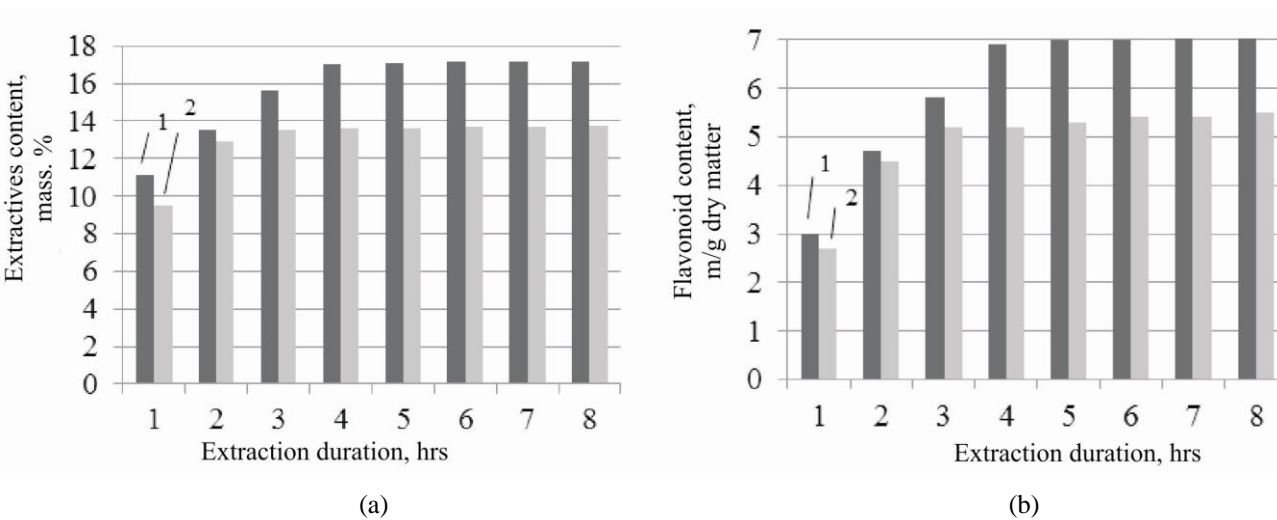 Extractives content,
mass. %
18
16
14
12
10
8
6
4
2
0
1
2
1 2 3 4 5 6 7 8
Extraction duration, hrs
(a)
Flavonoid content,
m/g dry matter
7
6
5
4
3
2
1
0
1
2
1 2 3 4 5 6 7 8
Extraction duration, hrs
(b)